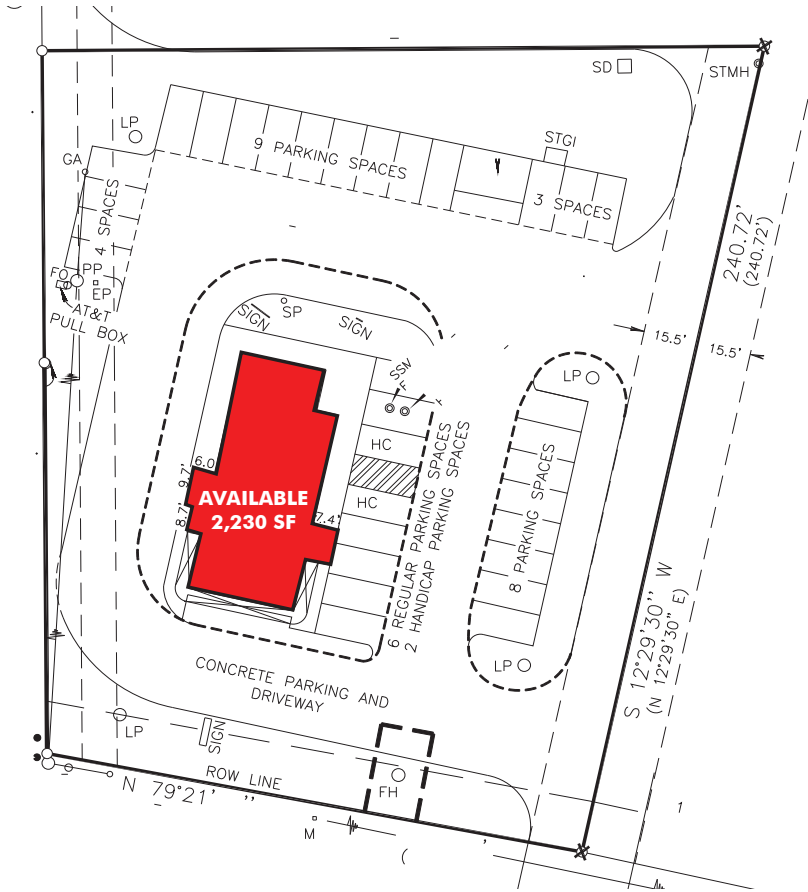 SD
STMH
LP
GA
9 PARKING SPACES
STGI
3 SPACES
4 SPACES
240.72'
(240.72')
FO
PP
EP
AT&T
PULL BOX
SIGN
SP
SIGN
15.5'
15.5'
SSM
LP
HC
HC
6.0
9.7'
8.7'
7.4'
AVAILABLE
2,230 SF
6 REGULAR PARKING SPACES
2 HANDICAP PARKING SPACES
8 PARKING SPACES
LP
S 12°29'30" W
(N 12°29'30" E)
CONCRETE PARKING AND
DRIVEWAY
LP
SIGN
ROW LINE
FH
N 79°21' "
M
(
'
1